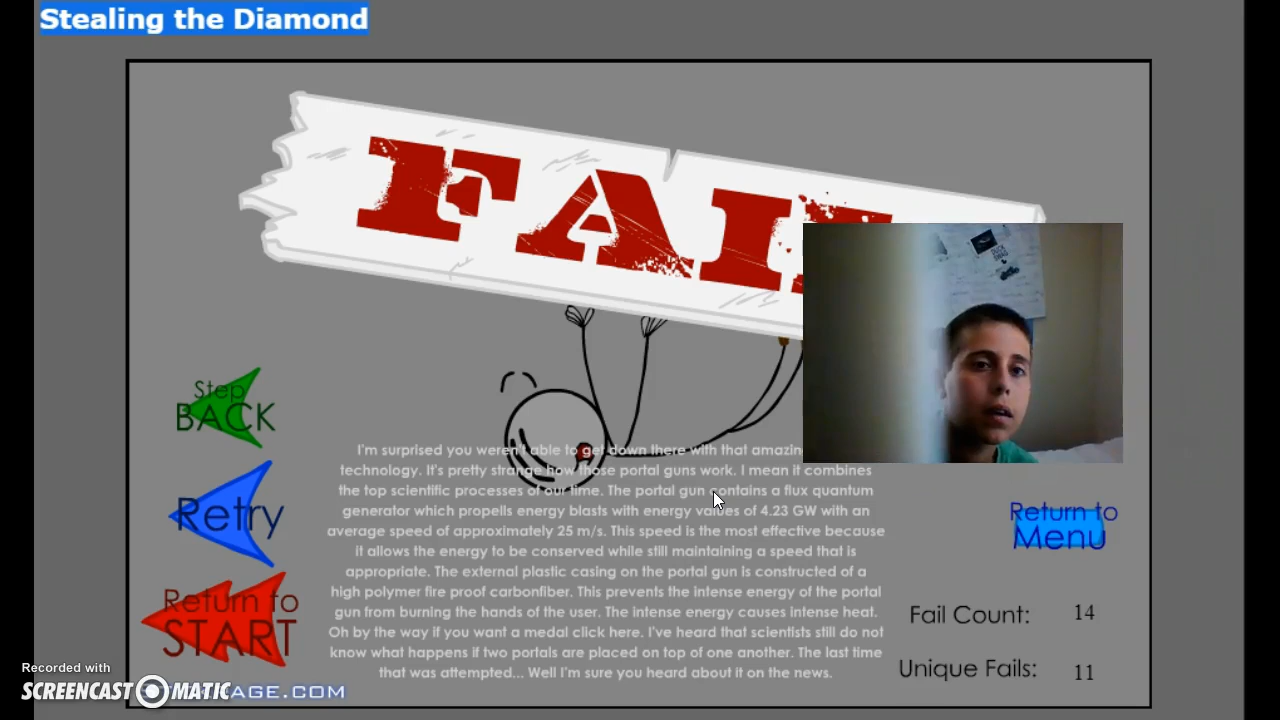 Stealing the Diamond
FAI
Step
BACK
Retry
Return to
START
I'm surprised you weren't able to get down there with that amazin
technology. It's pretty strange how those portal guns work. I mean it combines
the top scientific processes of our time. The portal gun contains a flux quantum
generator which propells energy blasts with energy values of 4.23 GW with an
average speed of approximately 25 m/s. This speed is the most effective because
it allows the energy to be conserved while still maintaining a speed that is
appropriate. The external plastic casing on the portal gun is constructed of a
high polymer fire proof carbonfiber. This prevents the intense energy of the portal
gun from burning the hands of the user. The intense energy causes intense heat.
Oh by the way if you want a medal click here. I've heard that scientists still do not
know what happens if two portals are placed on top of one another. The last time
that was attempted... Well I'm sure you heard about it on the news.
Return to
Menu
Fail Count: 14
Unique Fails: 11
Recorded with
SCREENCAST MATIC
AGE.COM